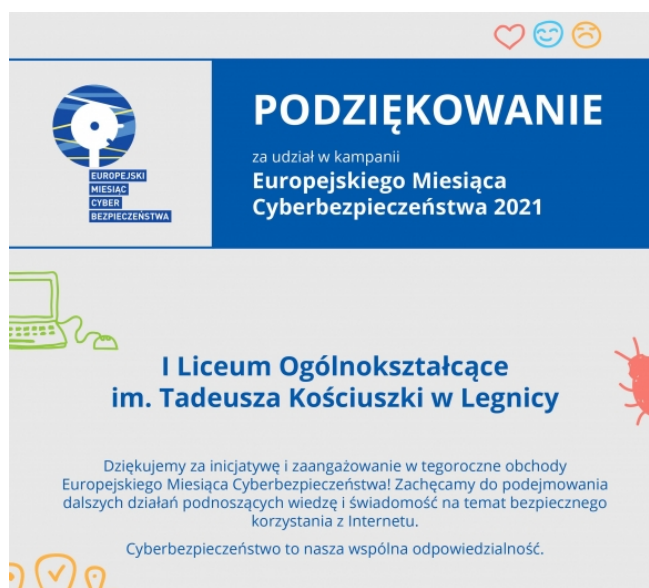 EUROPEJSKI
MIESIĄC
CYBER
BEZPIECZEŃSTWA
PODZIĘKOWANIE
za udział w kampanii
Europejskiego Miesiąca
Cyberbezpieczeństwa 2021
I Liceum Ogólnokształcące
im. Tadeusza Kościuszki w Legnicy
Dziękujemy za inicjatywę i zaangażowanie w tegoroczne obchody
Europejskiego Miesiąca Cyberbezpieczeństwa! Zachęcamy do podejmowania
dalszych działań podnoszących wiedzę i świadomość na temat bezpiecznego
korzystania z Internetu.
Cyberbezpieczeństwo to nasza wspólna odpowiedzialność.